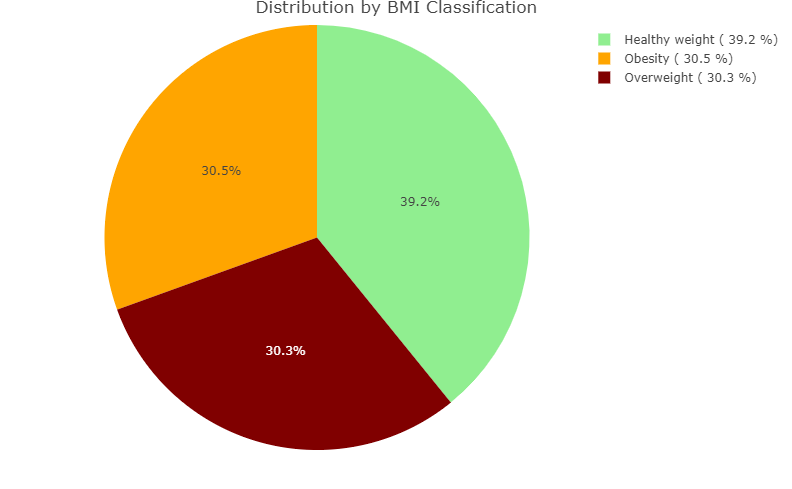 Distribution by BMI Classification
Healthy weight ( 39.2 %)
Obesity ( 30.5 %)
Overweight ( 30.3 %)
30.5%
39.2%
30.3%